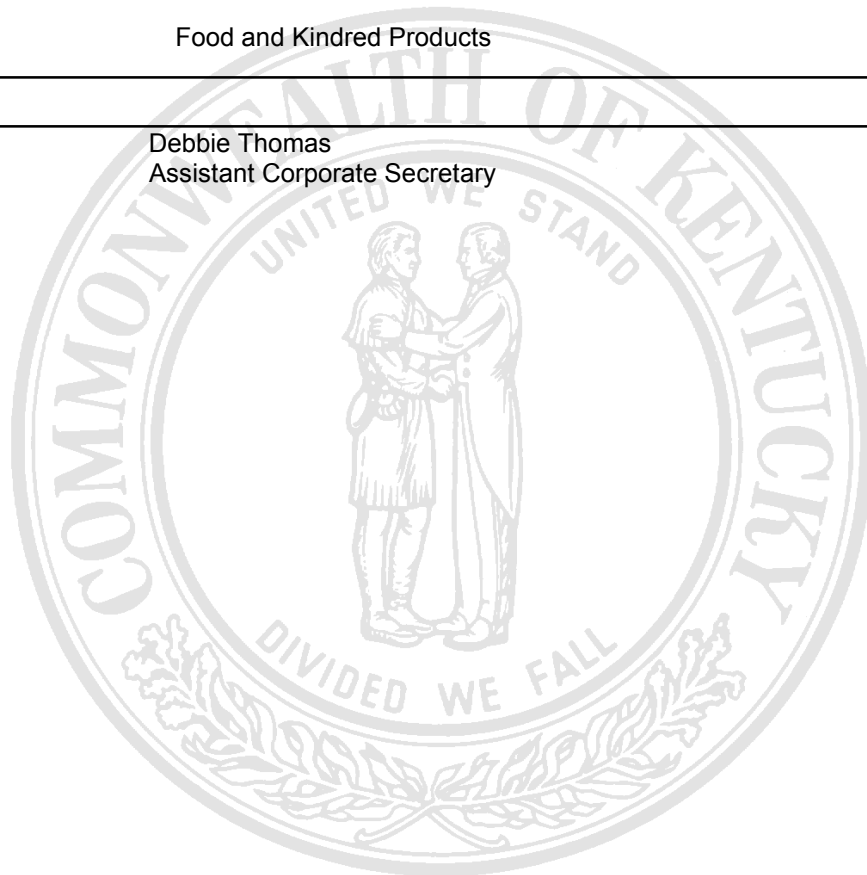 Food and Kindred Products
Debbie Thomas
Assistant Corporate Secretary
COMMONWEALTH OF KENTUCKY
UNITED WE STAND
DIVIDED WE FALL